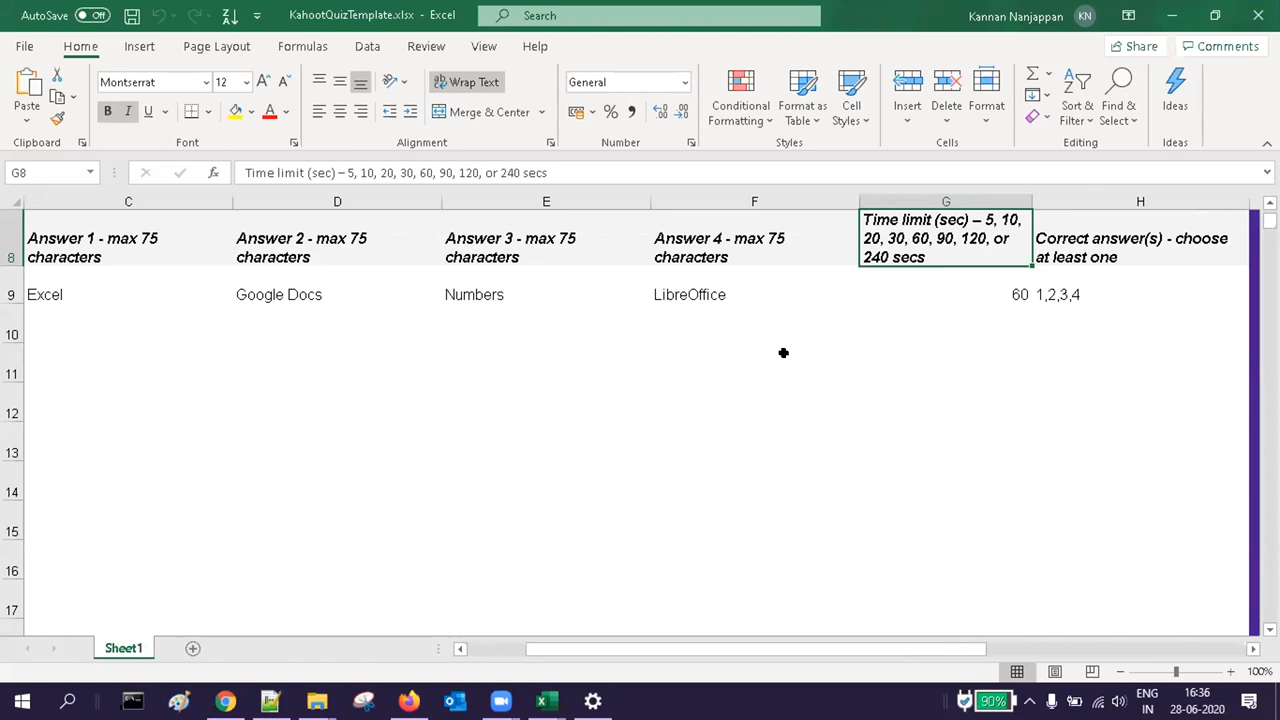 AutoSave Off KahootQuizTemplate.xlsx - Excel Search Kannan Nanjappan KN
File Home Insert Page Layout Formulas Data Review View Help Share Comments
Paste
Clipboard
Montserrat 12
B I U
Font
Wrap Text
Merge & Center
Alignment
General
Number
Conditional Formatting
Format as Table
Cell Styles
Styles
Insert
Delete
Format
Cells
Sort & Filter
Find & Select
Editing
Ideas
Ideas
G8 fx Time limit (sec) – 5, 10, 20, 30, 60, 90, 120, or 240 secs
C D E F G H
8
Answer 1 - max 75
characters
Answer 2 - max 75
characters
Answer 3 - max 75
characters
Answer 4 - max 75
characters
Time limit (sec) – 5, 10,
20, 30, 60, 90, 120, or
240 secs
Correct answer(s) - choose
at least one
9 Excel Google Docs Numbers LibreOffice 60 1,2,3,4
10
11
12
13
14
15
16
17
Sheet1
100%
90%
ENG
IN
16:36
28-06-2020